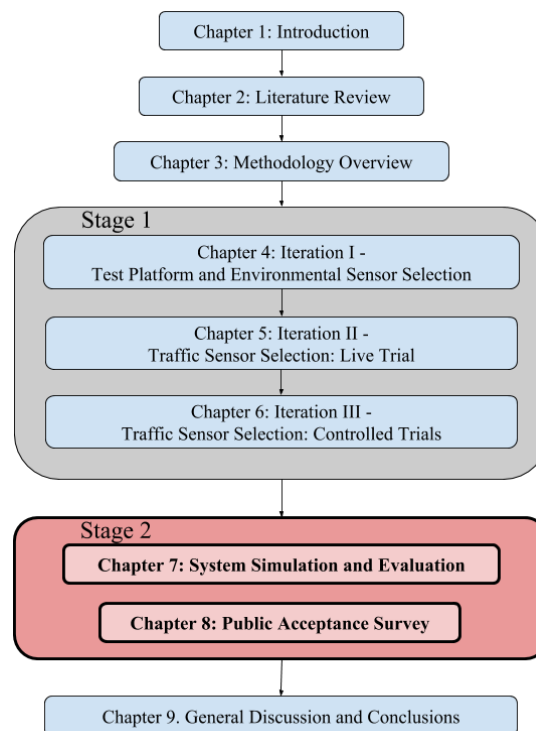 Chapter 1: Introduction
Chapter 2: Literature Review
Chapter 3: Methodology Overview
Stage 1
Chapter 4: Iteration I -
Test Platform and Environmental Sensor Selection
Chapter 5: Iteration II -
Traffic Sensor Selection: Live Trial
Chapter 6: Iteration III -
Traffic Sensor Selection: Controlled Trials
Stage 2
Chapter 7: System Simulation and Evaluation
Chapter 8: Public Acceptance Survey
Chapter 9. General Discussion and Conclusions